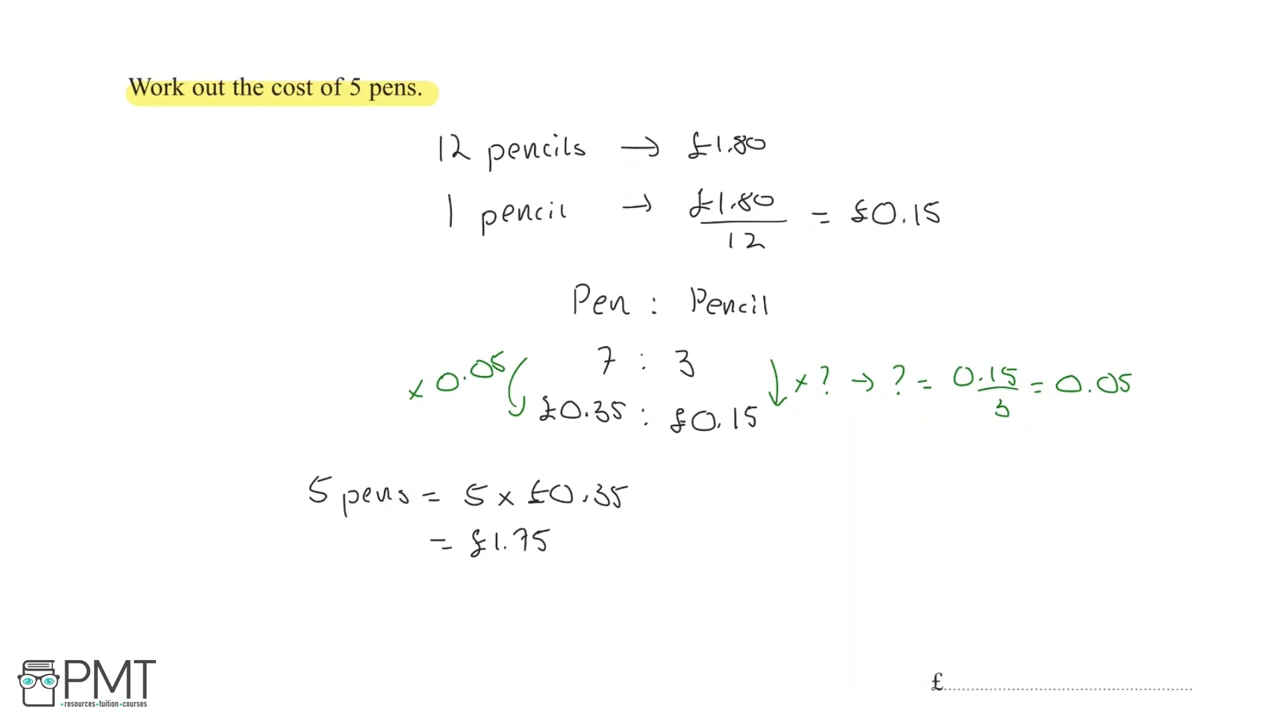 Work out the cost of 5 pens.
12 pencils → £1.80
1 pencil → £1.80/12 = £0.15
Pen : Pencil
7 : 3
×0.05 × ? → ? = 0.15/3 = 0.05
£0.35 : £0.15
5 pens = 5 × £0.35
= £1.75
PMT
•resources•tuition•courses
£..................................................